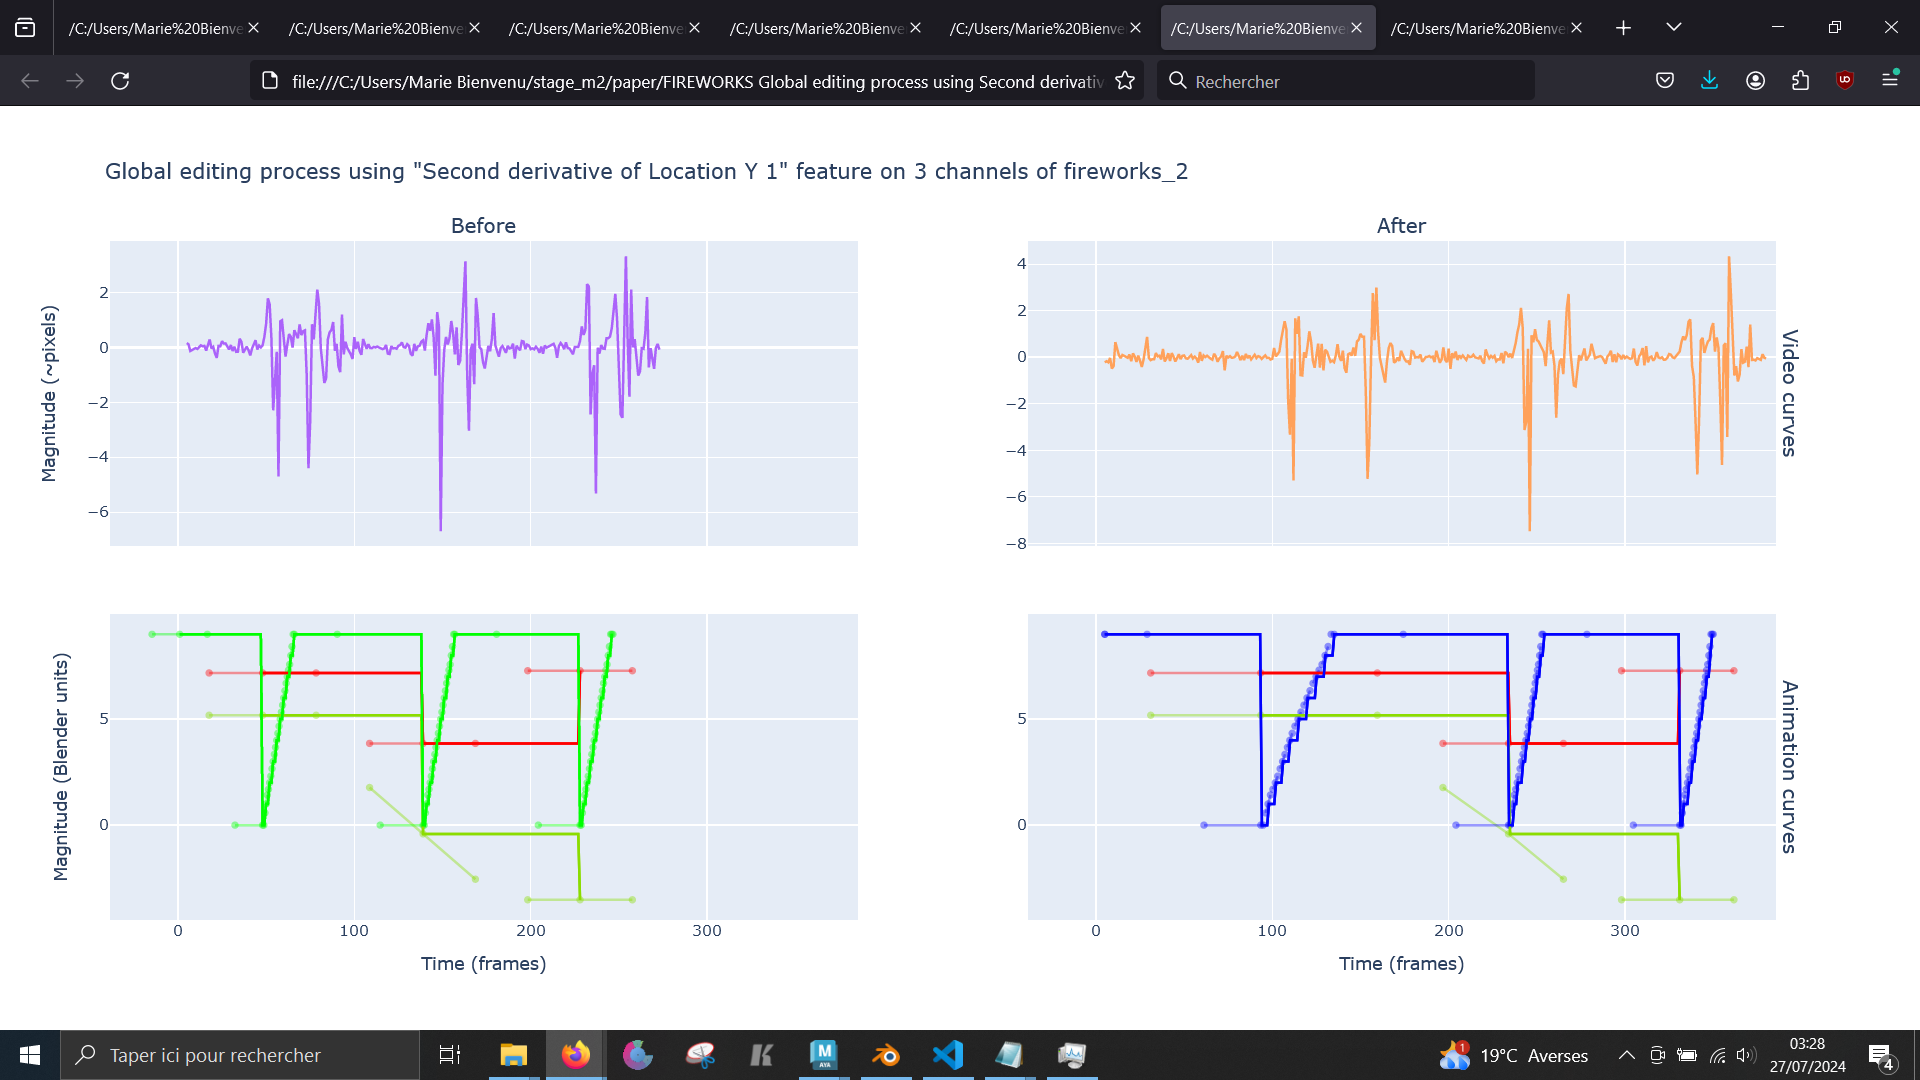 /C:/Users/Marie%20Bienve
/C:/Users/Marie%20Bienve
/C:/Users/Marie%20Bienve
/C:/Users/Marie%20Bienve
/C:/Users/Marie%20Bienve
/C:/Users/Marie%20Bienve
/C:/Users/Marie%20Bienve
file:///C:/Users/Marie Bienvenu/stage_m2/paper/FIREWORKS Global editing process using Second derivativ
Rechercher
Global editing process using "Second derivative of Location Y 1" feature on 3 channels of fireworks_2
Before
After
Magnitude (~pixels)
2
0
−2
−4
−6
4
2
0
−2
−4
−6
−8
Video curves
Magnitude (Blender units)
5
0
0
100
200
300
Time (frames)
5
0
0
100
200
300
Time (frames)
Animation curves
Taper ici pour rechercher
M
AYA
1
19°C Averses
03:28
27/07/2024
4